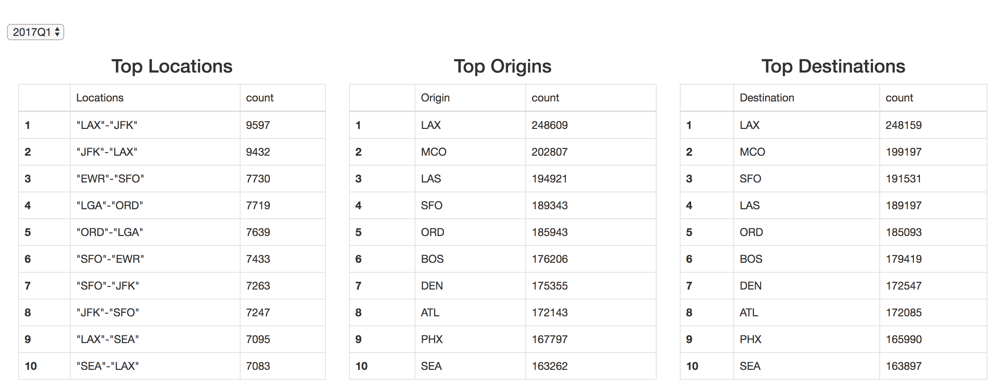 2017Q1
Top Locations
Locations count
1 "LAX"-"JFK" 9597
2 "JFK"-"LAX" 9432
3 "EWR"-"SFO" 7730
4 "LGA"-"ORD" 7719
5 "ORD"-"LGA" 7639
6 "SFO"-"EWR" 7433
7 "SFO"-"JFK" 7263
8 "JFK"-"SFO" 7247
9 "LAX"-"SEA" 7095
10 "SEA"-"LAX" 7083
Top Origins
Origin count
1 LAX 248609
2 MCO 202807
3 LAS 194921
4 SFO 189343
5 ORD 185943
6 BOS 176206
7 DEN 175355
8 ATL 172143
9 PHX 167797
10 SEA 163262
Top Destinations
Destination count
1 LAX 248159
2 MCO 199197
3 SFO 191531
4 LAS 189197
5 ORD 185093
6 BOS 179419
7 DEN 172547
8 ATL 172085
9 PHX 165990
10 SEA 163897